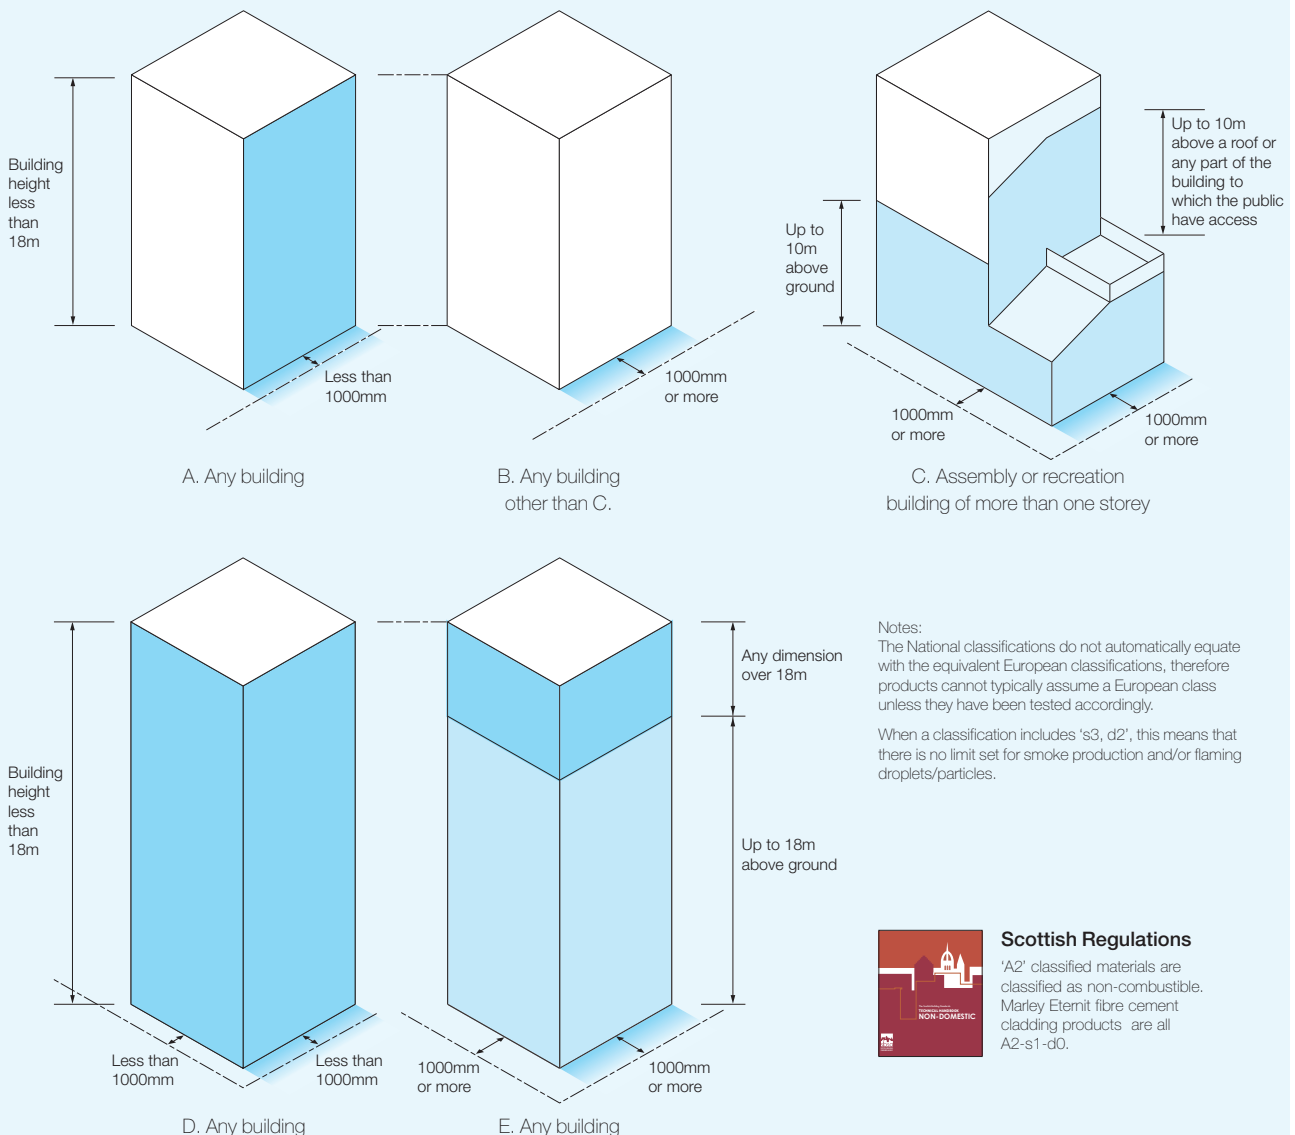 Building
height
less
than
18m
Less than
1000mm
A. Any building
1000mm
or more
B. Any building
other than C.
Up to
10m
above
ground
Up to 10m
above a roof or
any part of the
building to
which the public
have access
1000mm
or more
1000mm
or more
C. Assembly or recreation
building of more than one storey
Building
height
less
than
18m
Less than
1000mm
Less than
1000mm
D. Any building
Any dimension
over 18m
Up to 18m
above ground
1000mm
or more
1000mm
or more
E. Any building
Notes:
The National classifications do not automatically equate
with the equivalent European classifications, therefore
products cannot typically assume a European class
unless they have been tested accordingly.
When a classification includes ‘s3, d2’, this means that
there is no limit set for smoke production and/or flaming
droplets/particles.
TECHNICAL HANDBOOK
NON-DOMESTIC
Scottish Regulations
‘A2’ classified materials are
classified as non-combustible.
Marley Eternit fibre cement
cladding products are all
A2-s1-d0.